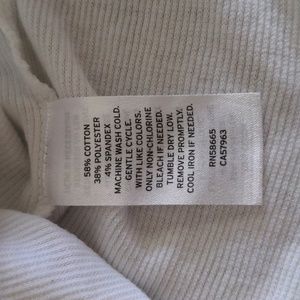 58% COTTON
38% POLYESTER
4% SPANDEX
MACHINE WASH COLD.
GENTLE CYCLE.
WITH LIKE COLORS.
ONLY NON-CHLORINE
BLEACH IF NEEDED.
TUMBLE DRY LOW.
REMOVE PROMPTLY.
COOL IRON IF NEEDED.
RN58665
CA57963